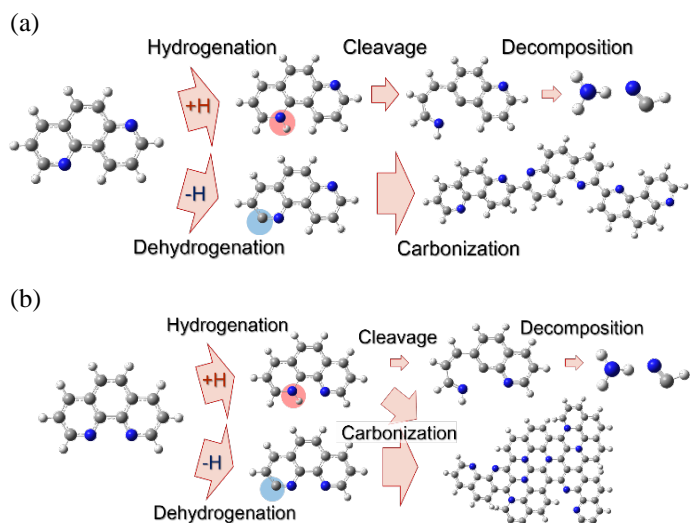 (a)
Hydrogenation
Cleavage
Decomposition
+H
-H
Dehydrogenation
Carbonization
(b)
Hydrogenation
Cleavage
Decomposition
+H
Carbonization
-H
Dehydrogenation